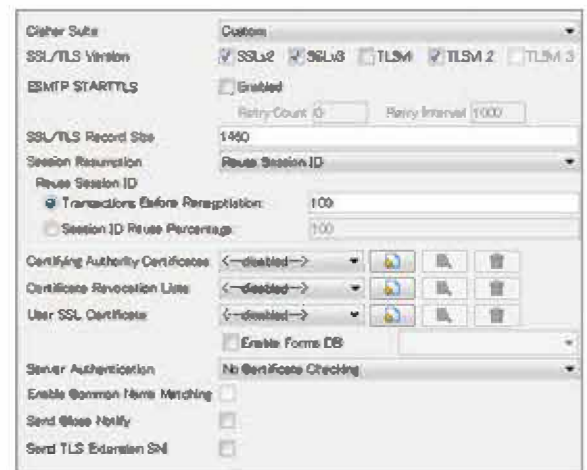 Cipher Suite Custom
SSL/TLS Version SSLv2 SSLv3 TLSv1 TLSv1.2 TLSv1.3
ESMTP STARTTLS Enabled
Retry Count 0 Retry Interval 1000
SSL/TLS Record Size 1460
Session Resumption Reuse Session ID
Reuse Session ID
Transactions Before Renegotiation: 100
Session ID Reuse Percentage: 100
Certifying Authority Certificates <--disabled-->
Certificate Revocation Lists <--disabled-->
User SSL Certificate <--disabled-->
Enable Forms DB
Server Authentication No Certificate Checking
Enable Common Name Matching
Send Close Notify
Send TLS Extension SNI